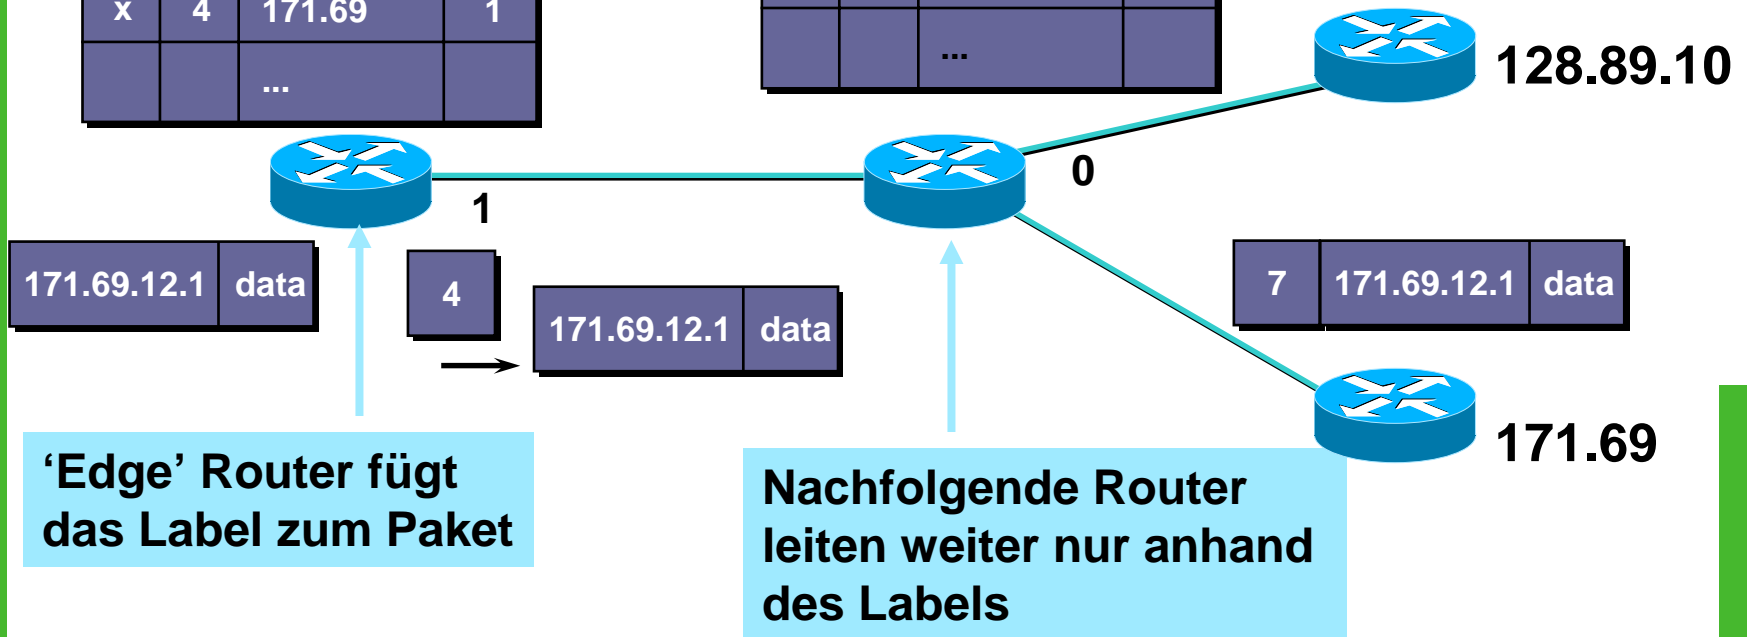 x 4 171.69 1
...
...
128.89.10
0
1
171.69.12.1 data
4
171.69.12.1 data
7 171.69.12.1 data
171.69
‘Edge’ Router fügt
das Label zum Paket
Nachfolgende Router
leiten weiter nur anhand
des Labels